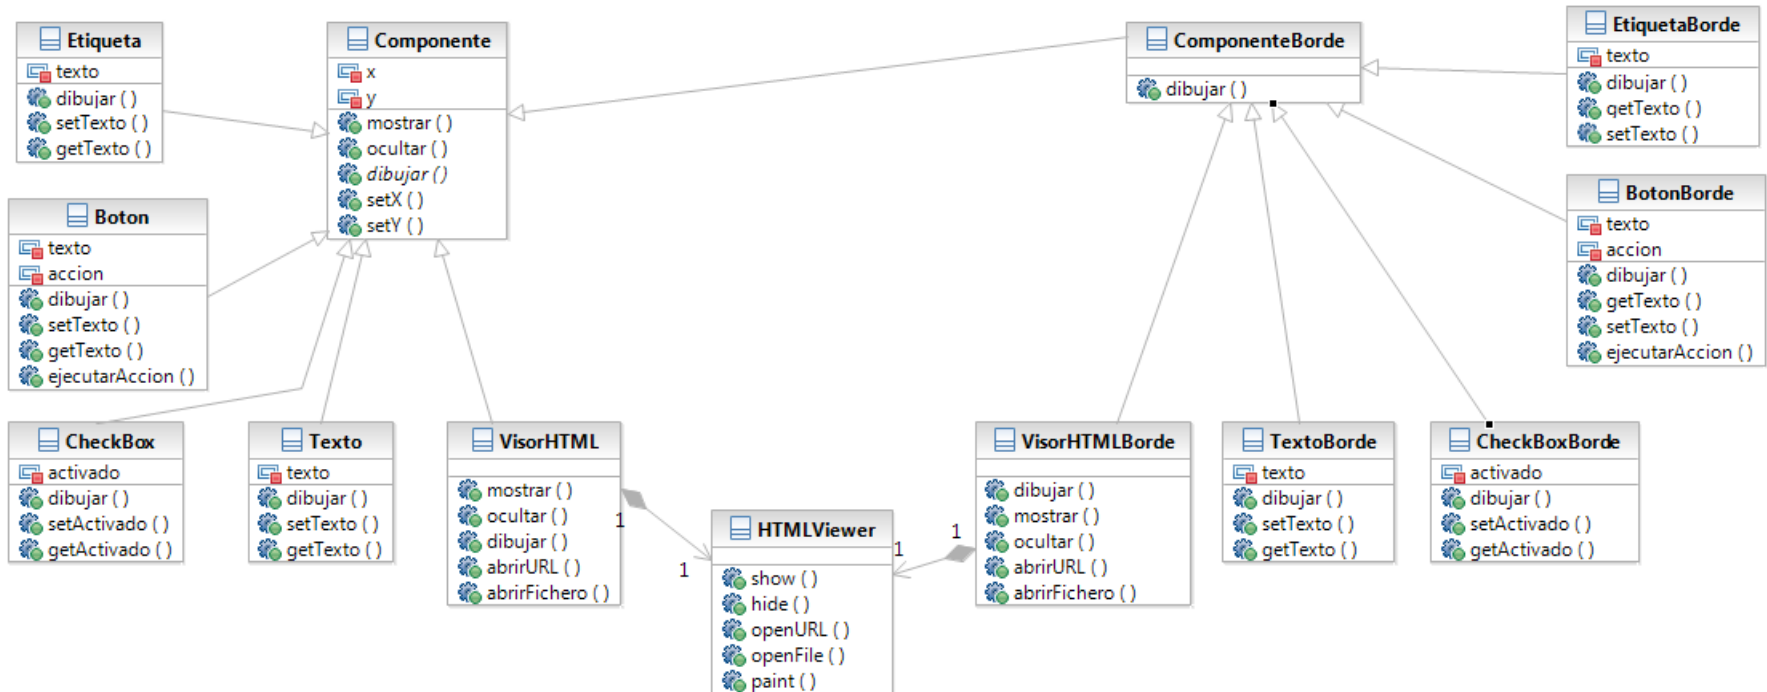 Etiqueta
texto
dibujar ( )
setTexto ( )
getTexto ( )
Componente
x
y
mostrar ( )
ocultar ( )
dibujar ( )
setX ( )
setY ( )
ComponenteBorde
dibujar ( )
EtiquetaBorde
texto
dibujar ( )
getTexto ( )
setTexto ( )
Boton
texto
accion
dibujar ( )
setTexto ( )
getTexto ( )
ejecutarAccion ( )
BotonBorde
texto
accion
dibujar ( )
getTexto ( )
setTexto ( )
ejecutarAccion ( )
CheckBox
activado
dibujar ( )
setActivado ( )
getActivado ( )
Texto
texto
dibujar ( )
setTexto ( )
getTexto ( )
VisorHTML
mostrar ( )
ocultar ( )
dibujar ( )
abrirURL ( )
abrirFichero ( )
1
1
HTMLViewer
show ( )
hide ( )
openURL ( )
openFile ( )
paint ( )
1
1
VisorHTMLBorde
dibujar ( )
mostrar ( )
ocultar ( )
abrirURL ( )
abrirFichero ( )
TextoBorde
texto
dibujar ( )
setTexto ( )
getTexto ( )
CheckBoxBorde
activado
dibujar ( )
setActivado ( )
getActivado ( )